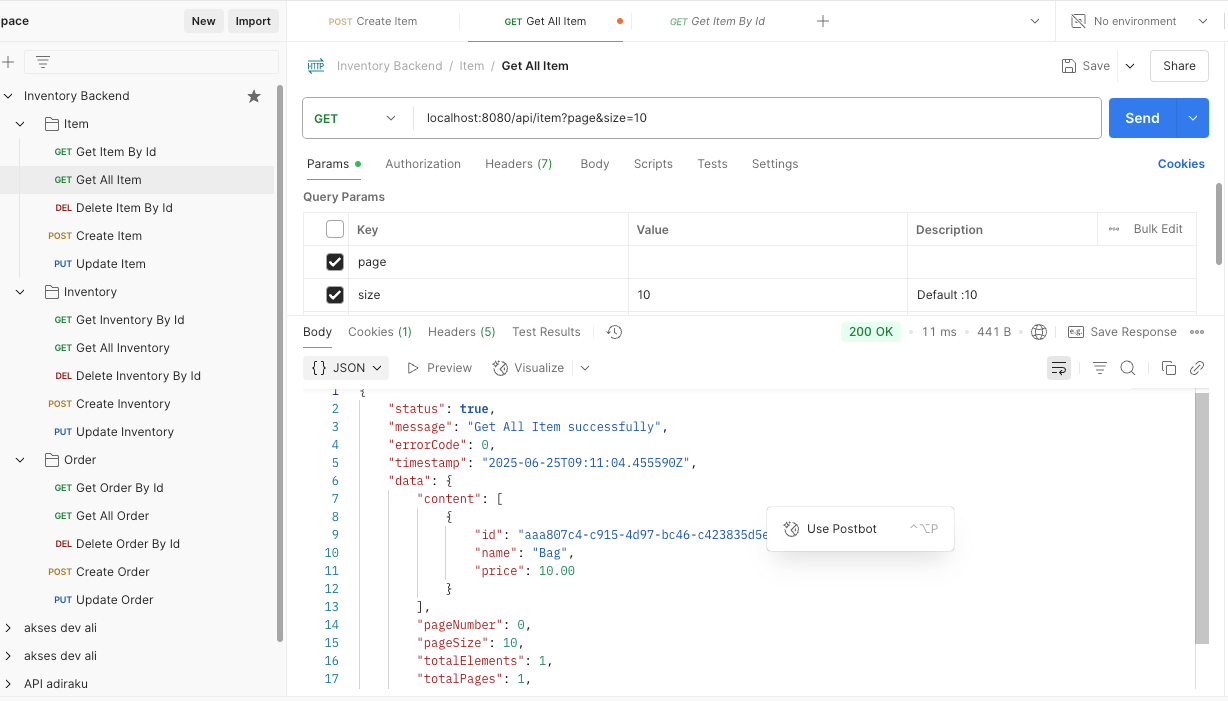 pace
New
Import
POST Create Item
GET Get All Item
GET Get Item By Id
No environment
Inventory Backend / Item / Get All Item
Save
Share
GET
localhost:8080/api/item?page&size=10
Send
Params
Authorization
Headers (7)
Body
Scripts
Tests
Settings
Cookies
Query Params
Key
Value
Description
Bulk Edit
page
size
10
Default :10
Inventory Backend
Item
GET Get Item By Id
GET Get All Item
DEL Delete Item By Id
POST Create Item
PUT Update Item
Inventory
GET Get Inventory By Id
GET Get All Inventory
DEL Delete Inventory By Id
POST Create Inventory
PUT Update Inventory
Order
GET Get Order By Id
GET Get All Order
DEL Delete Order By Id
POST Create Order
PUT Update Order
akses dev ali
akses dev ali
API adiraku
Body
Cookies (1)
Headers (5)
Test Results
200 OK
11 ms
441 B
Save Response
{} JSON
Preview
Visualize
1 {
2 "status": true,
3 "message": "Get All Item successfully",
4 "errorCode": 0,
5 "timestamp": "2025-06-25T09:11:04.455590Z",
6 "data": {
7 "content": [
8 {
9 "id": "aaa807c4-c915-4d97-bc46-c423835d5e
10 "name": "Bag",
11 "price": 10.00
12 }
13 ],
14 "pageNumber": 0,
15 "pageSize": 10,
16 "totalElements": 1,
17 "totalPages": 1,
Use Postbot ⌃⌥P